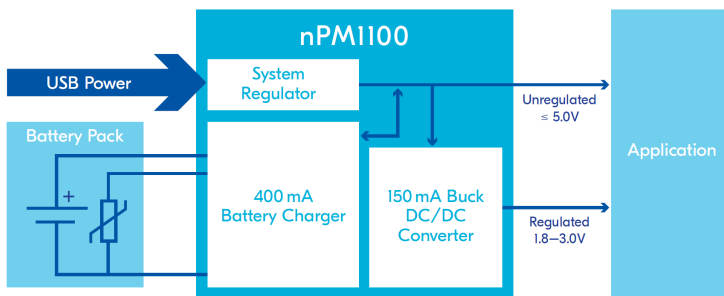 nPM1100
USB Power
System
Regulator
Unregulated
≤ 5.0V
Battery Pack
+
400 mA
Battery Charger
150 mA Buck
DC/DC
Converter
Regulated
1.8–3.0V
Application